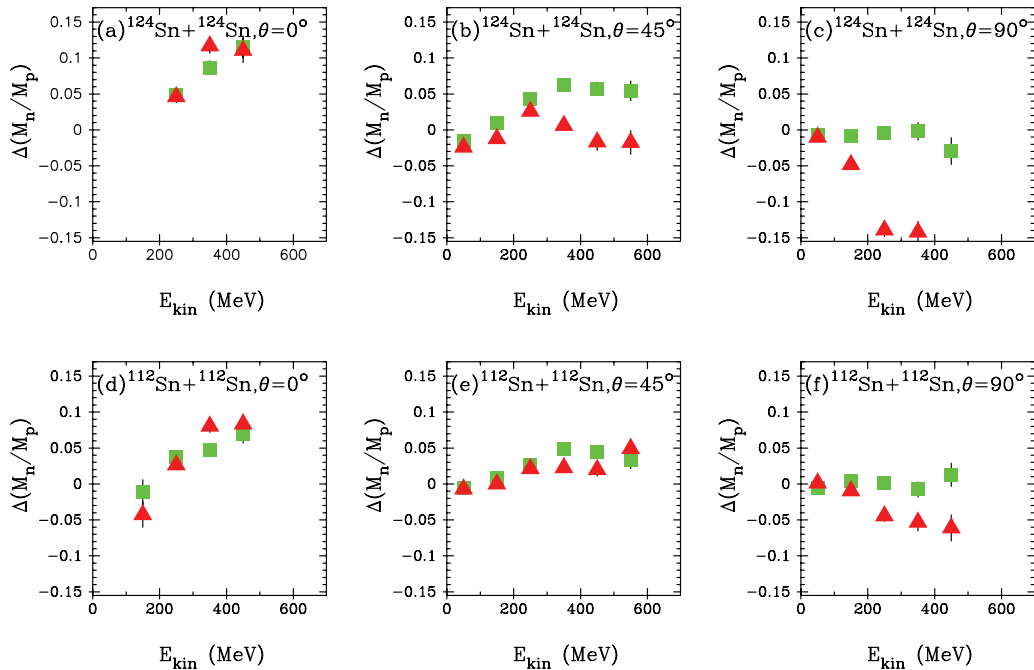 (a)¹²⁴Sn+¹²⁴Sn,θ=0°
(b)¹²⁴Sn+¹²⁴Sn,θ=45°
(c)¹²⁴Sn+¹²⁴Sn,θ=90°
0.15
0.1
0.05
0
−0.05
−0.1
−0.15
Δ(Mₙ/Mₚ)
0 200 400 600
E_kin (MeV)
0.15
0.1
0.05
0
−0.05
−0.1
−0.15
Δ(Mₙ/Mₚ)
0 200 400 600
E_kin (MeV)
0.15
0.1
0.05
0
−0.05
−0.1
−0.15
Δ(Mₙ/Mₚ)
0 200 400 600
E_kin (MeV)
(d)¹¹²Sn+¹¹²Sn,θ=0°
(e)¹¹²Sn+¹¹²Sn,θ=45°
(f)¹¹²Sn+¹¹²Sn,θ=90°
0.15
0.1
0.05
0
−0.05
−0.1
−0.15
Δ(Mₙ/Mₚ)
0 200 400 600
E_kin (MeV)
0.15
0.1
0.05
0
−0.05
−0.1
−0.15
Δ(Mₙ/Mₚ)
0 200 400 600
E_kin (MeV)
0.15
0.1
0.05
0
−0.05
−0.1
−0.15
Δ(Mₙ/Mₚ)
0 200 400 600
E_kin (MeV)